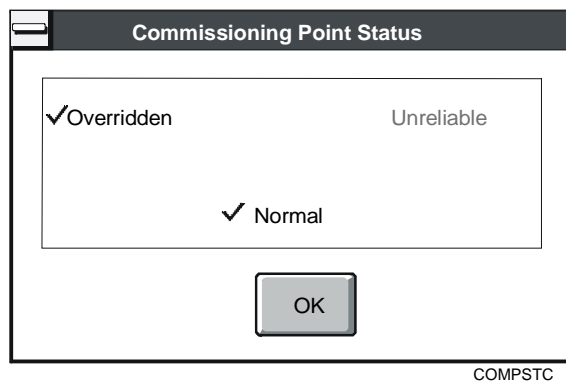 Commissioning Point Status
✓Overridden Unreliable
✓ Normal
OK
COMPSTC